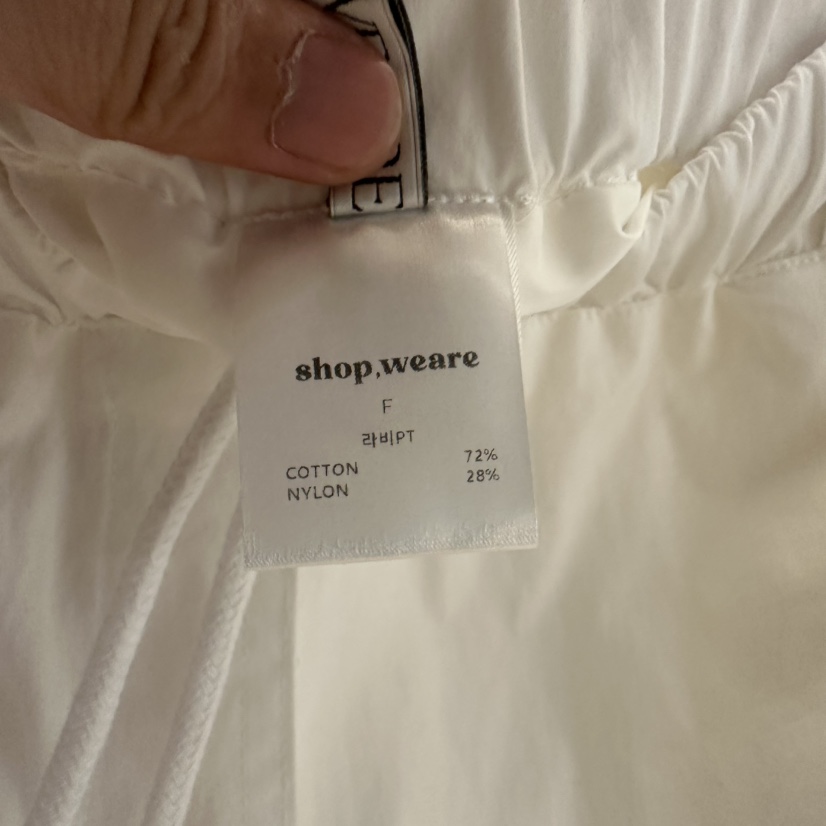 shop,weare
F
라비PT
COTTON 72%
NYLON 28%